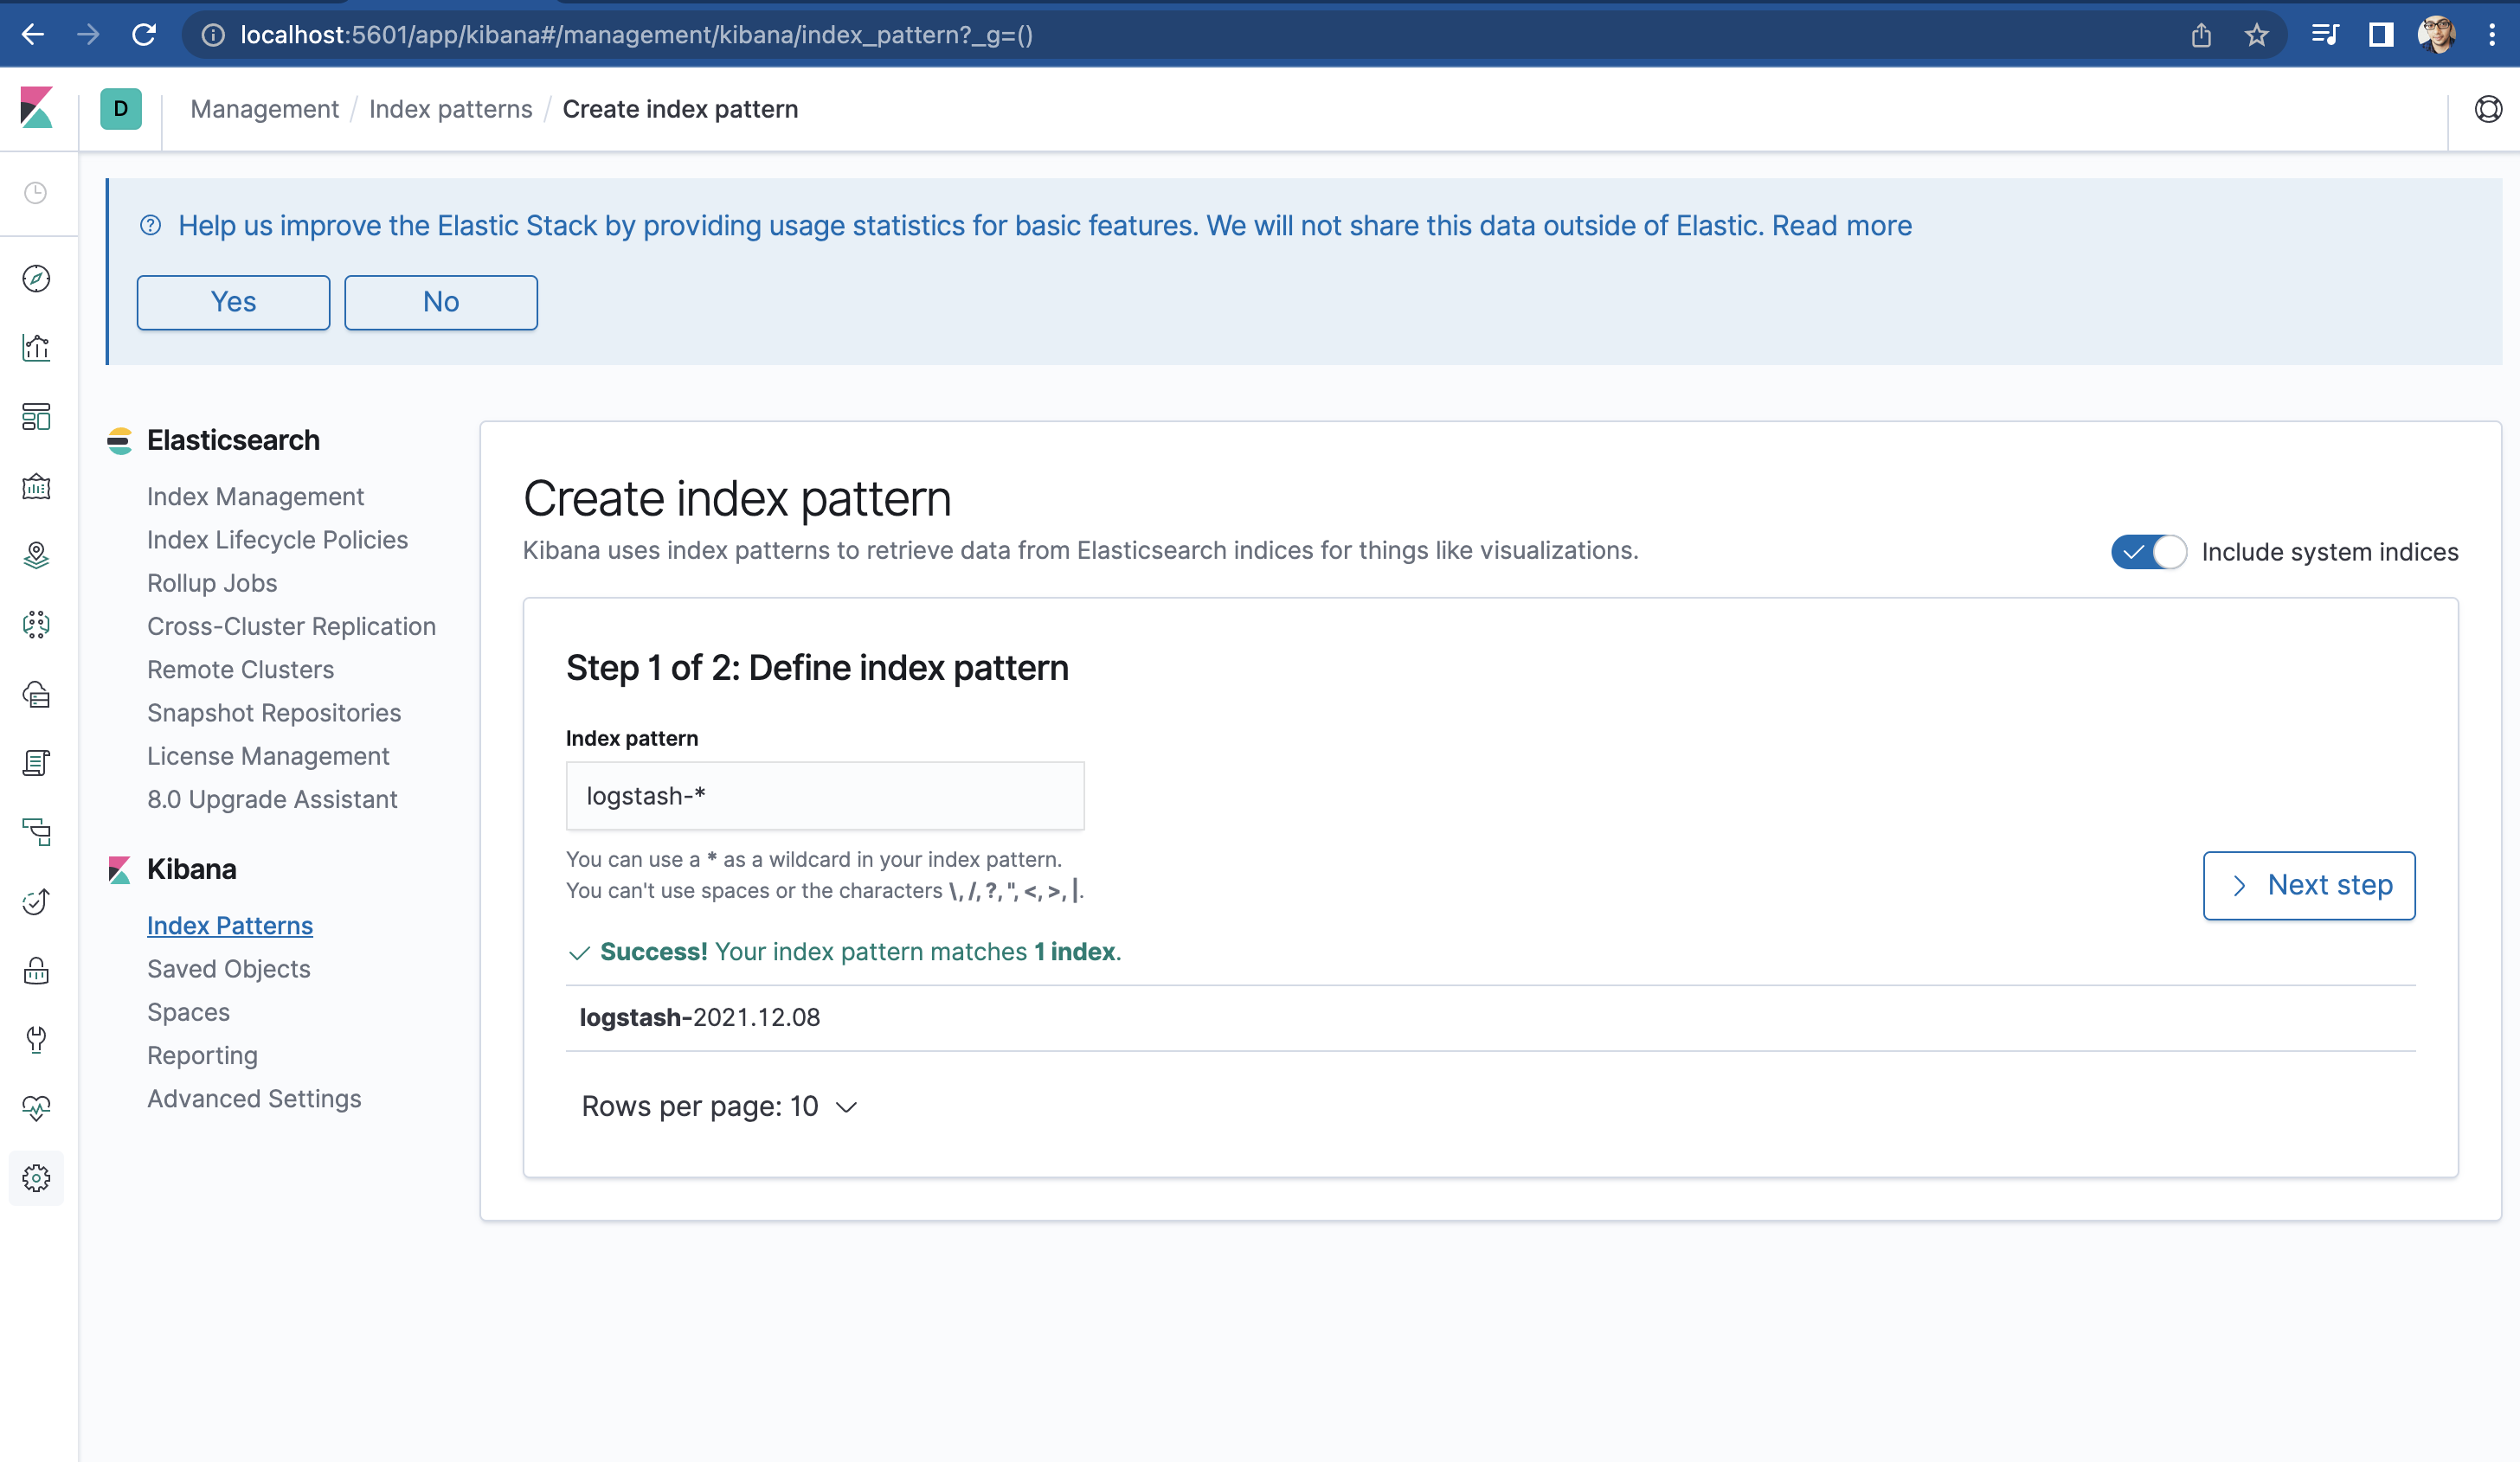 localhost:5601/app/kibana#/management/kibana/index_pattern?_g=()
D
Management / Index patterns / Create index pattern
Help us improve the Elastic Stack by providing usage statistics for basic features. We will not share this data outside of Elastic. Read more
Yes
No
Elasticsearch
Index Management
Index Lifecycle Policies
Rollup Jobs
Cross-Cluster Replication
Remote Clusters
Snapshot Repositories
License Management
8.0 Upgrade Assistant
Kibana
Index Patterns
Saved Objects
Spaces
Reporting
Advanced Settings
Create index pattern
Kibana uses index patterns to retrieve data from Elasticsearch indices for things like visualizations.
Include system indices
Step 1 of 2: Define index pattern
Index pattern
logstash-*
You can use a * as a wildcard in your index pattern.
You can't use spaces or the characters \, /, ?, ", <, >, |.
Next step
Success! Your index pattern matches 1 index.
logstash-2021.12.08
Rows per page: 10